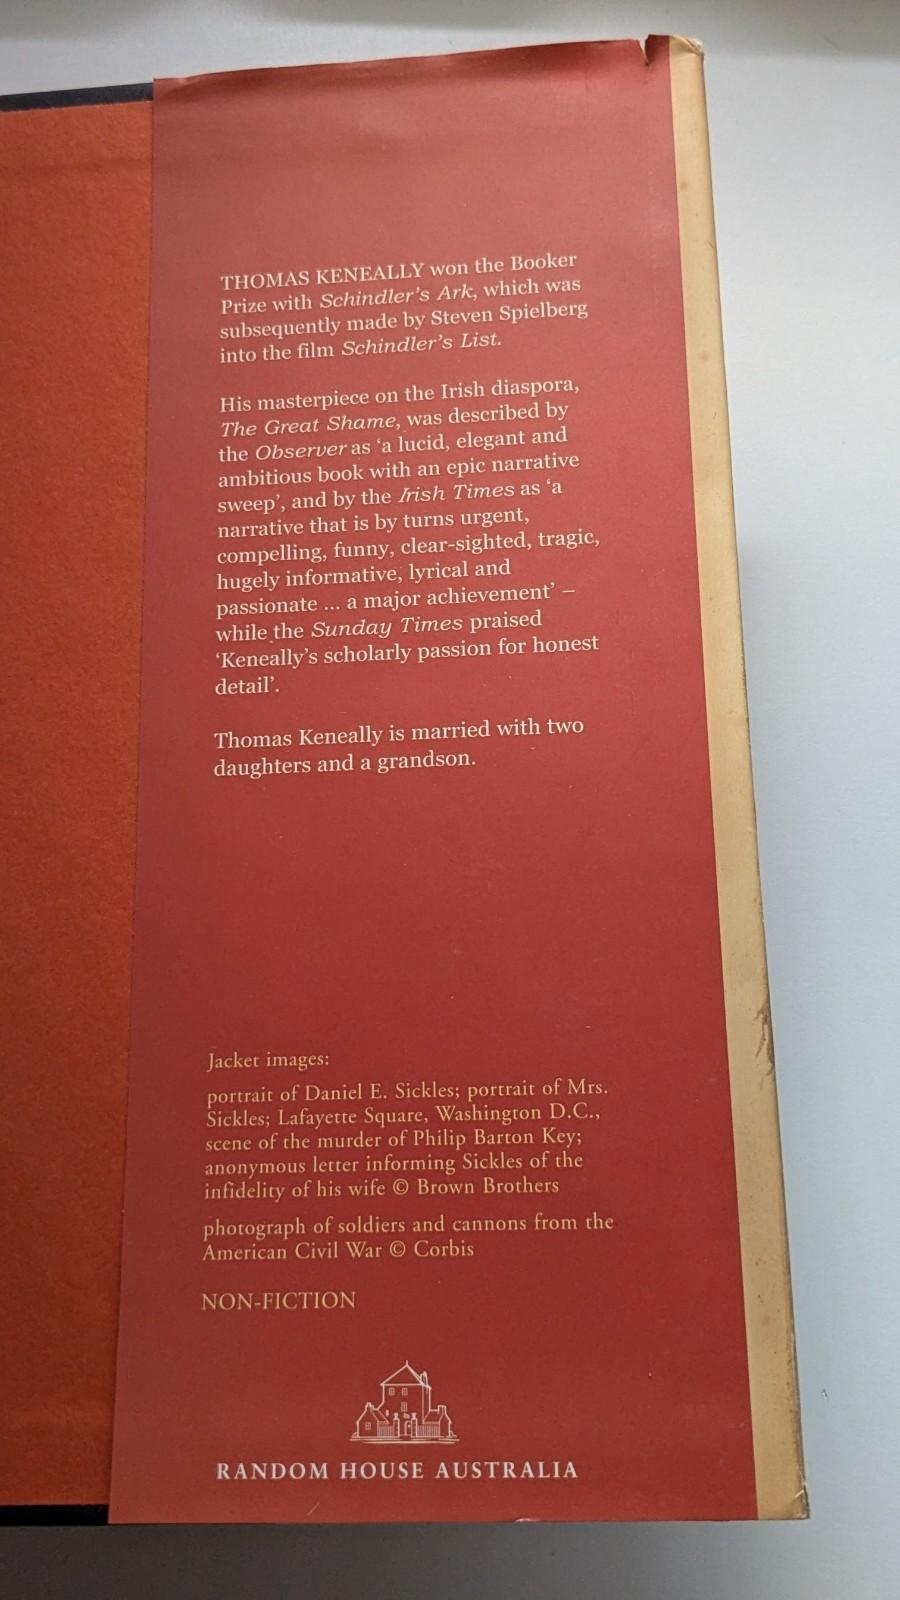 THOMAS KENEALLY won the Booker
Prize with Schindler's Ark, which was
subsequently made by Steven Spielberg
into the film Schindler's List.
His masterpiece on the Irish diaspora,
The Great Shame, was described by
the Observer as ‘a lucid, elegant and
ambitious book with an epic narrative
sweep’, and by the Irish Times as ‘a
narrative that is by turns urgent,
compelling, funny, clear-sighted, tragic,
hugely informative, lyrical and
passionate ... a major achievement’ –
while the Sunday Times praised
‘Keneally’s scholarly passion for honest
detail’.
Thomas Keneally is married with two
daughters and a grandson.
Jacket images:
portrait of Daniel E. Sickles; portrait of Mrs.
Sickles; Lafayette Square, Washington D.C.,
scene of the murder of Philip Barton Key;
anonymous letter informing Sickles of the
infidelity of his wife © Brown Brothers
photograph of soldiers and cannons from the
American Civil War © Corbis
NON-FICTION
RANDOM HOUSE AUSTRALIA